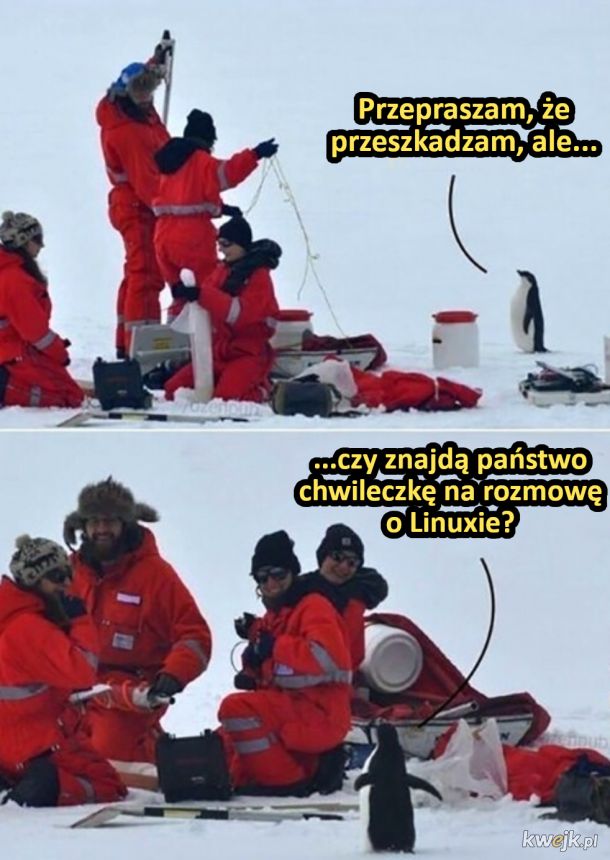 Przepraszam, że
przeszkadzam, ale...
...czy znajdą państwo
chwileczkę na rozmowę
o Linuxie?
kwejk.pl